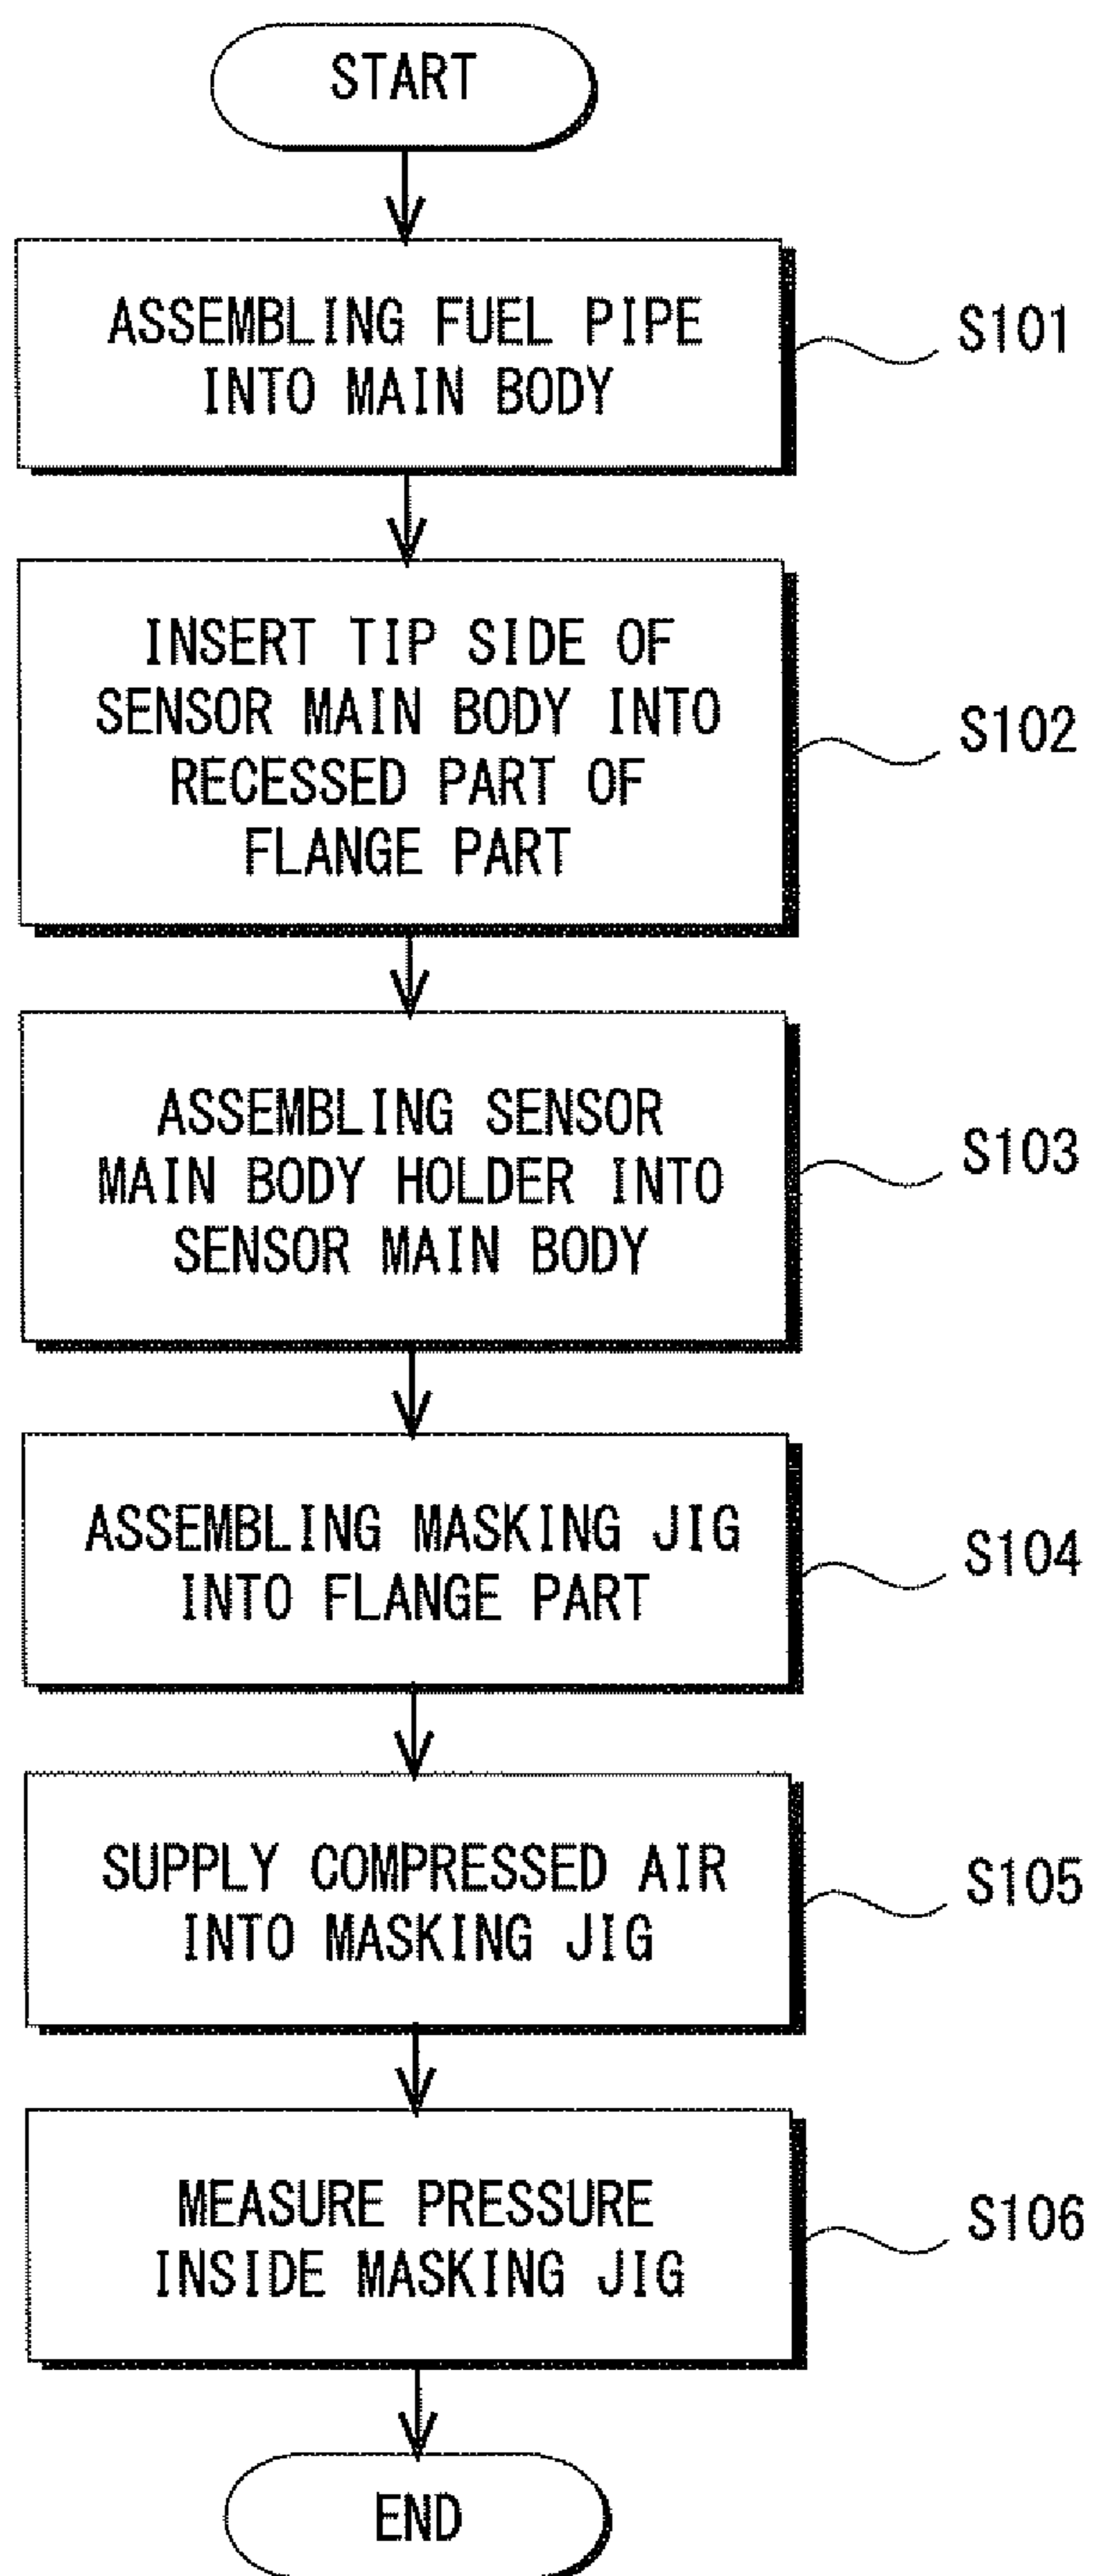 START
ASSEMBLING FUEL PIPE
INTO MAIN BODY
S101
INSERT TIP SIDE OF
SENSOR MAIN BODY INTO
RECESSED PART OF
FLANGE PART
S102
ASSEMBLING SENSOR
MAIN BODY HOLDER INTO
SENSOR MAIN BODY
S103
ASSEMBLING MASKING JIG
INTO FLANGE PART
S104
SUPPLY COMPRESSED AIR
INTO MASKING JIG
S105
MEASURE PRESSURE
INSIDE MASKING JIG
S106
END